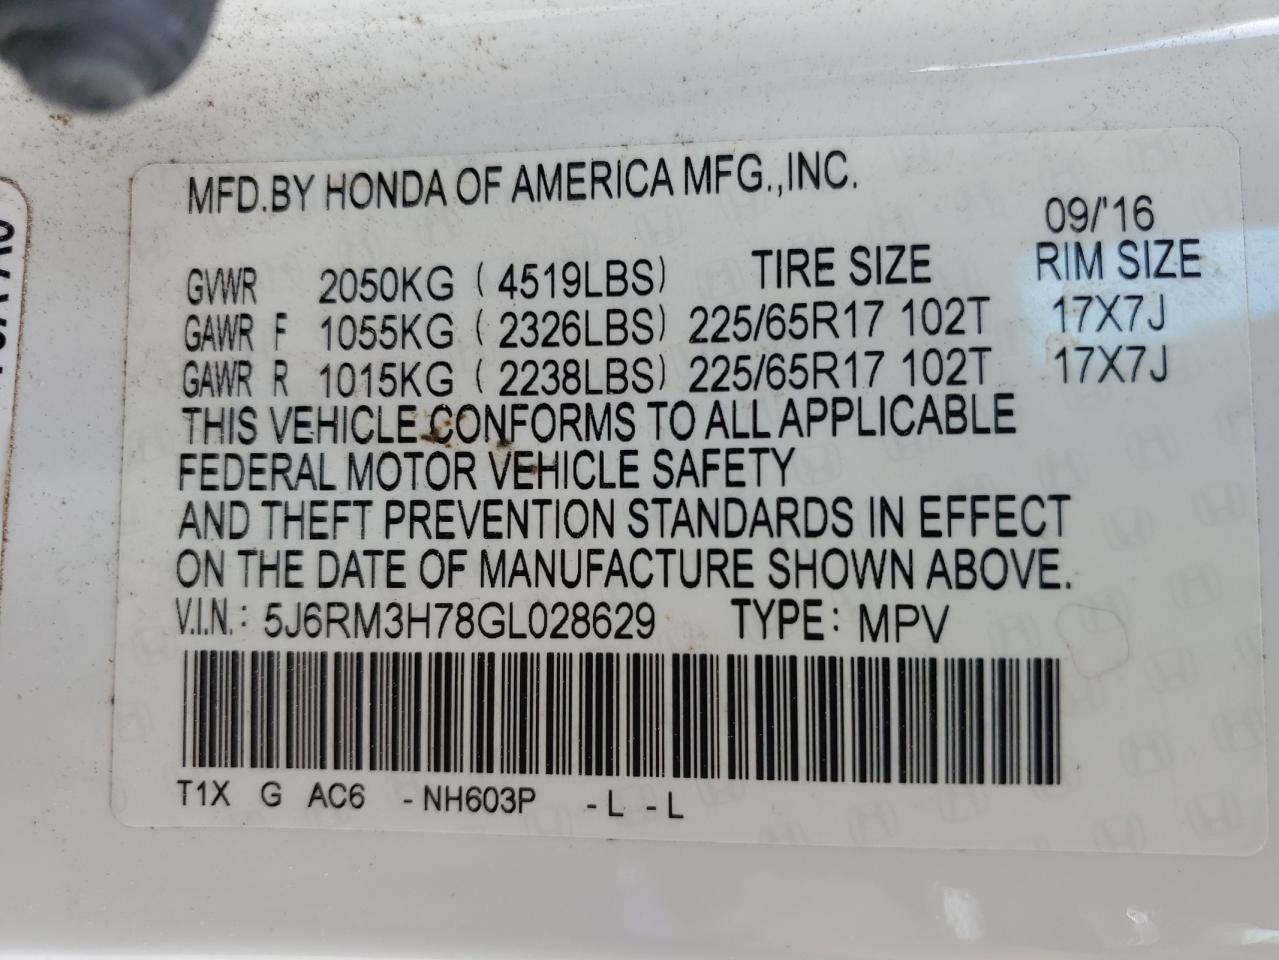 MFD.BY HONDA OF AMERICA MFG.,INC.
09/'16
GVWR 2050KG ( 4519LBS) TIRE SIZE RIM SIZE
GAWR F 1055KG ( 2326LBS) 225/65R17 102T 17X7J
GAWR R 1015KG ( 2238LBS) 225/65R17 102T 17X7J
THIS VEHICLE CONFORMS TO ALL APPLICABLE
FEDERAL MOTOR VEHICLE SAFETY
AND THEFT PREVENTION STANDARDS IN EFFECT
ON THE DATE OF MANUFACTURE SHOWN ABOVE.
V.I.N.: 5J6RM3H78GL028629 TYPE: MPV
T1X G AC6 -NH603P -L -L